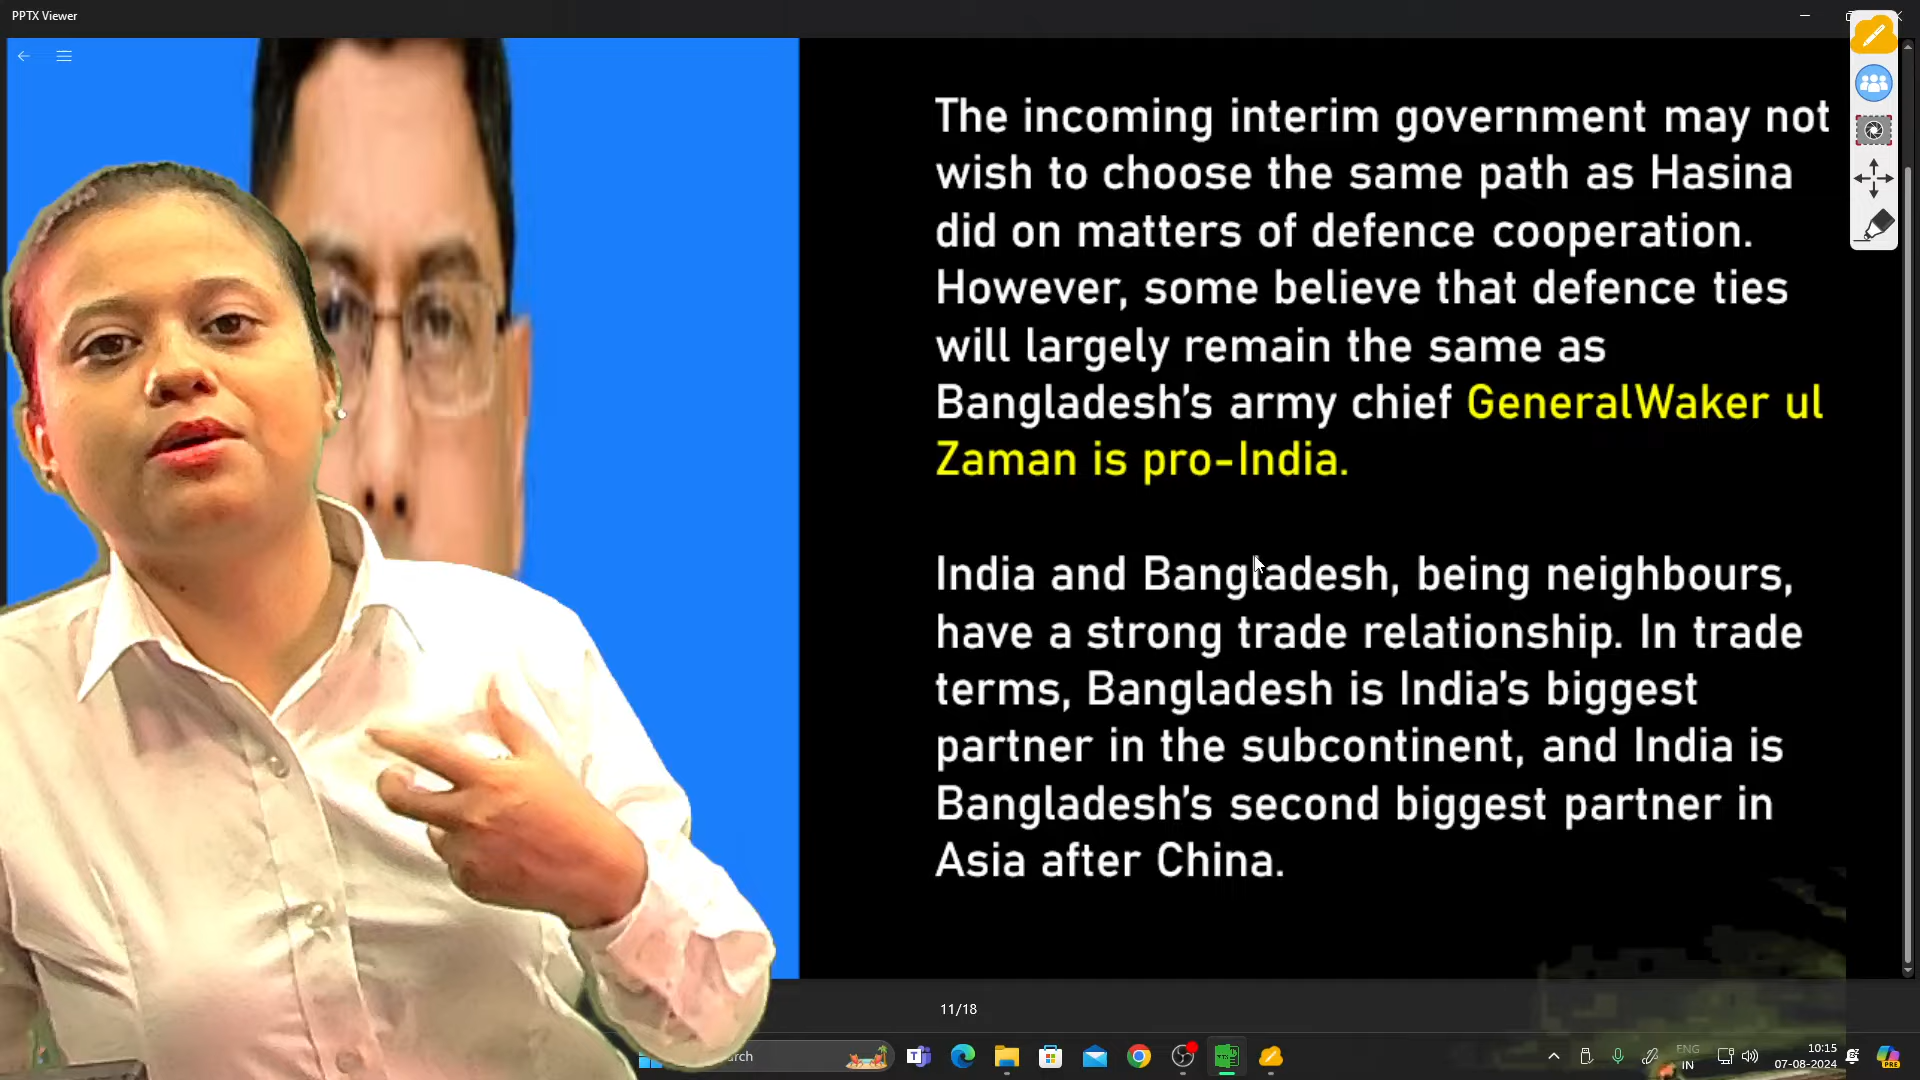 PPTX Viewer
The incoming interim government may not
wish to choose the same path as Hasina
did on matters of defence cooperation.
However, some believe that defence ties
will largely remain the same as
Bangladesh's army chief GeneralWaker ul
Zaman is pro-India.
India and Bangladesh, being neighbours,
have a strong trade relationship. In trade
terms, Bangladesh is India's biggest
partner in the subcontinent, and India is
Bangladesh's second biggest partner in
Asia after China.
11/18
ENG
IN
10:15
07-08-2024
PRE